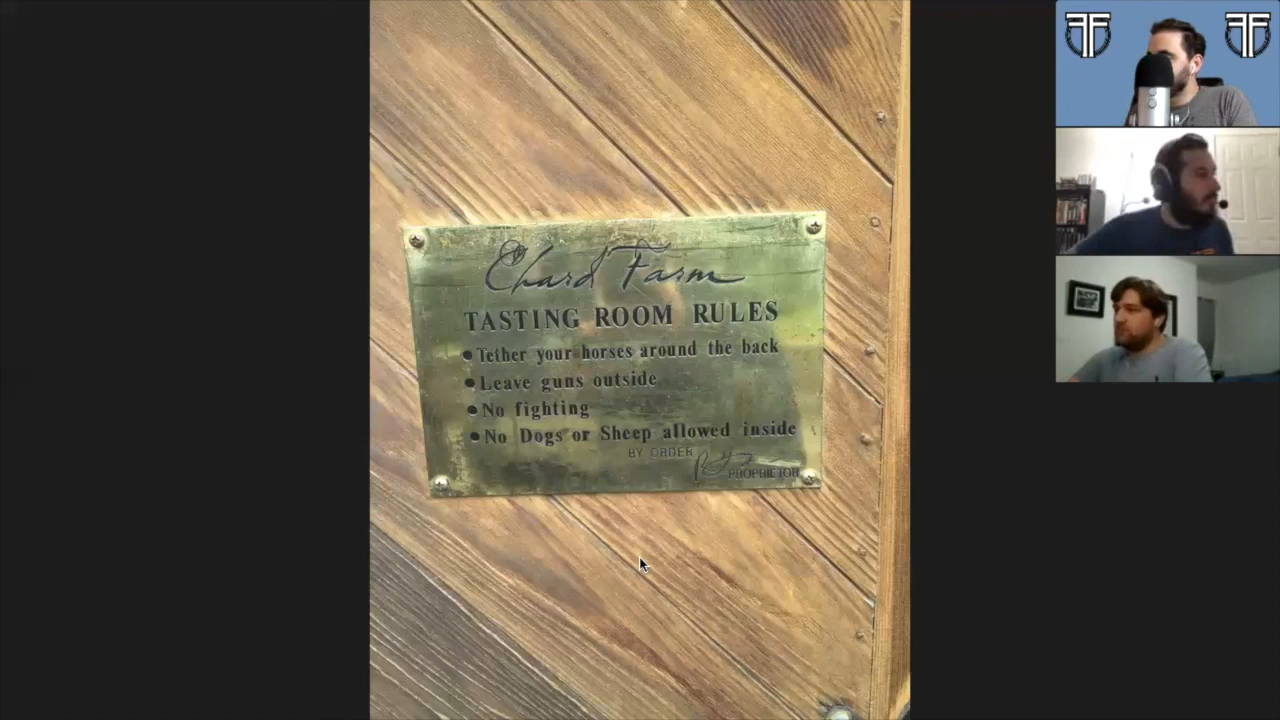 Chard Farm
TASTING ROOM RULES
• Tether your horses around the back
• Leave guns outside
• No fighting
• No Dogs or Sheep allowed inside
BY ORDER
PROPRIETOR